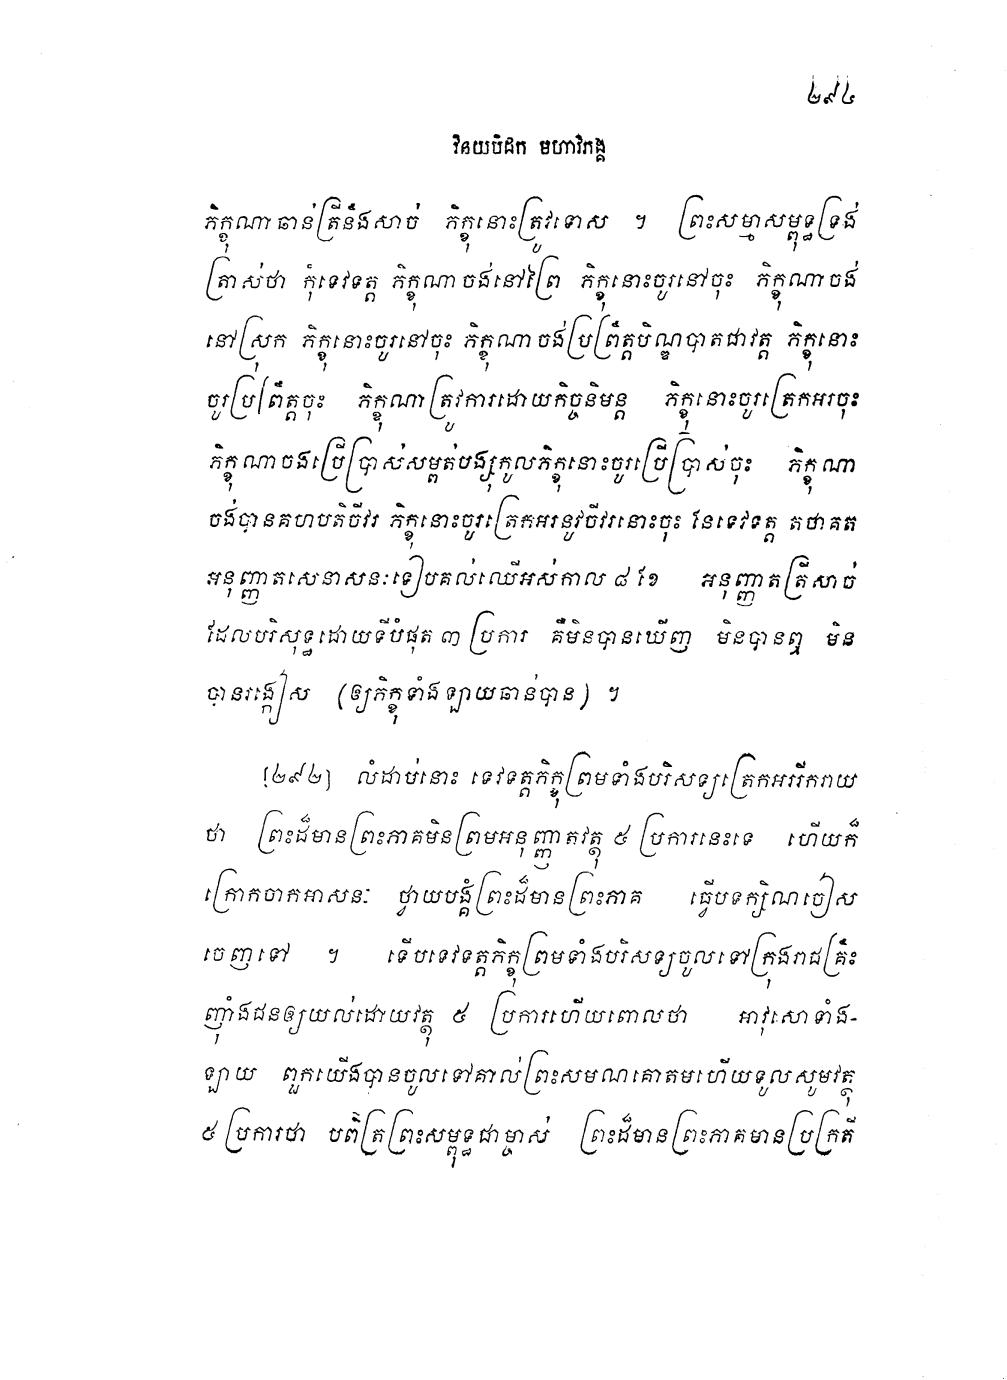 ២៩៤
វិនយបិដក មហាវិភង្គ
ភិក្ខុណាឆាន់ត្រីនឹងសាច់ ភិក្ខុនោះត្រូវទោស ។ ព្រះសម្មាសម្ពុទ្ធទ្រង់
ត្រាស់ថា កុំទេវទត្ត ភិក្ខុណាចង់នៅព្រៃ ភិក្ខុនោះចូរនៅចុះ ភិក្ខុណាចង់
នៅស្រុក ភិក្ខុនោះចូរនៅចុះ ភិក្ខុណាចង់ប្រព្រឹត្តបិណ្ឌបាតជាវត្ត ភិក្ខុនោះ
ចូរប្រព្រឹត្តចុះ ភិក្ខុណាត្រូវការដោយកិច្ចនិមន្ត ភិក្ខុនោះចូរត្រេកអរចុះ
ភិក្ខុណាចងប្រើប្រាស់សម្ពត់បង្សុកូលភិក្ខុនោះចូរប្រើប្រាស់ចុះ ភិក្ខុណា
ចង់បានគហបតិចីវរ ភិក្ខុនោះចូរត្រេកអរនូវចីវរនោះចុះ នែទេវទត្ត តថាគត
អនុញ្ញាតសេនាសនៈទៀបគល់ឈើអស់កាល ៨ ខែ អនុញ្ញាតត្រីសាច់
ដែលបរិសុទ្ធដោយទីបំផុត ៣ ប្រការ គឺមិនបានឃើញ មិនបានឮ មិន
បានរង្កៀស (ឲ្យភិក្ខុទាំងឡាយឆាន់បាន) ។
[២៩២] លំដាប់នោះ ទេវទត្តភិក្ខុព្រមទាំងបរិសទ្យត្រេកអររីករាយ
ថា ព្រះដ៏មានព្រះភាគមិនព្រមអនុញ្ញាតវត្ថុ ៥ ប្រការនេះទេ ហើយក៏
ក្រោកចាកអាសនៈ ថ្វាយបង្គំព្រះដ៏មានព្រះភាគ ធ្វើបទក្សិណចៀស
ចេញទៅ ។ ទើបទេវទត្តភិក្ខុព្រមទាំងបរិសទ្យចូលទៅក្រុងរាជគ្រឹះ
ញ៉ាំងជនឲ្យយល់ដោយវត្ថុ ៥ ប្រការហើយពោលថា អាវុសោទាំង-
ឡាយ ពួកយើងបានចូលទៅគាល់ព្រះសមណគោតមហើយទូលសូមវត្ថុ
៥ ប្រការថា បពិត្រព្រះសម្ពុទ្ធជាម្ចាស់ ព្រះដ៏មានព្រះភាគមានប្រក្រតី